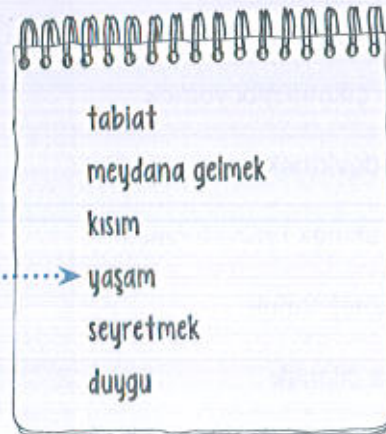 tabiat
meydana gelmek
kısım
yaşam
seyretmek
duygu